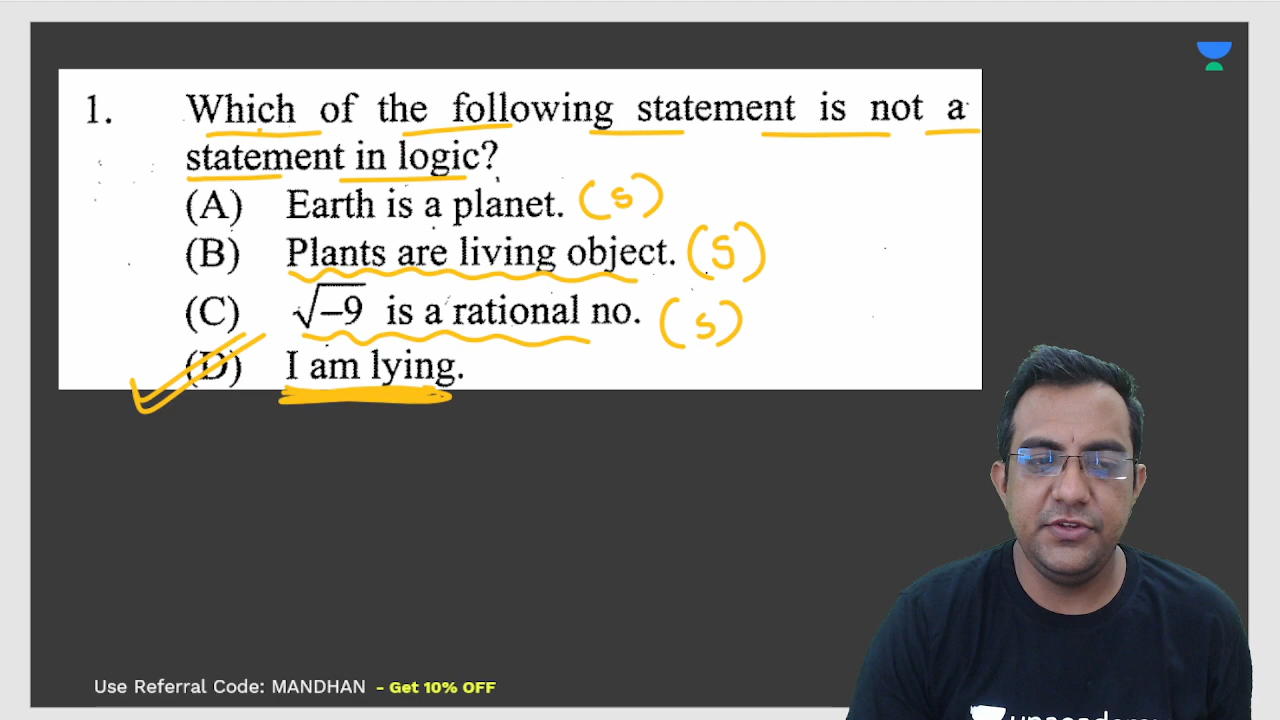 1. Which of the following statement is not a
statement in logic?
(A) Earth is a planet. (S)
(B) Plants are living object. (S)
(C) √−9 is a rational no. (S)
(D) I am lying.
Use Referral Code: MANDHAN - Get 10% OFF